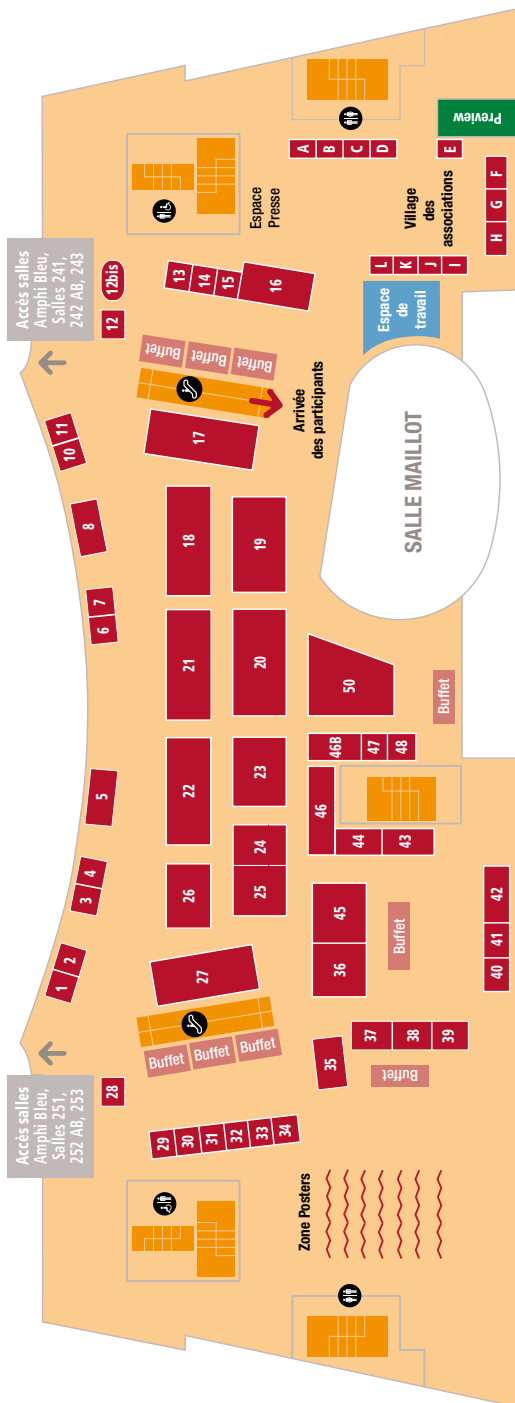 Accès salles
Amphi Bleu,
Salles 251,
252 AB, 253
Accès salles
Amphi Bleu,
Salles 241,
242 AB, 243
1
2
3
4
5
6
7
8
10
11
12
12bis
28
29
30
31
32
33
34
Buffet
Buffet
Buffet
27
26
22
21
18
17
Buffet
Buffet
Buffet
13
14
15
16
Espace
Presse
25
24
23
20
19
Arrivée
des participants
Zone Posters
35
36
45
46
46B
47
48
50
44
43
37
38
39
Buffet
Buffet
Buffet
40
41
42
SALLE MAILLOT
Espace
de
travail
L
K
J
I
Village
des
associations
A
B
C
D
E
H
G
F
Preview